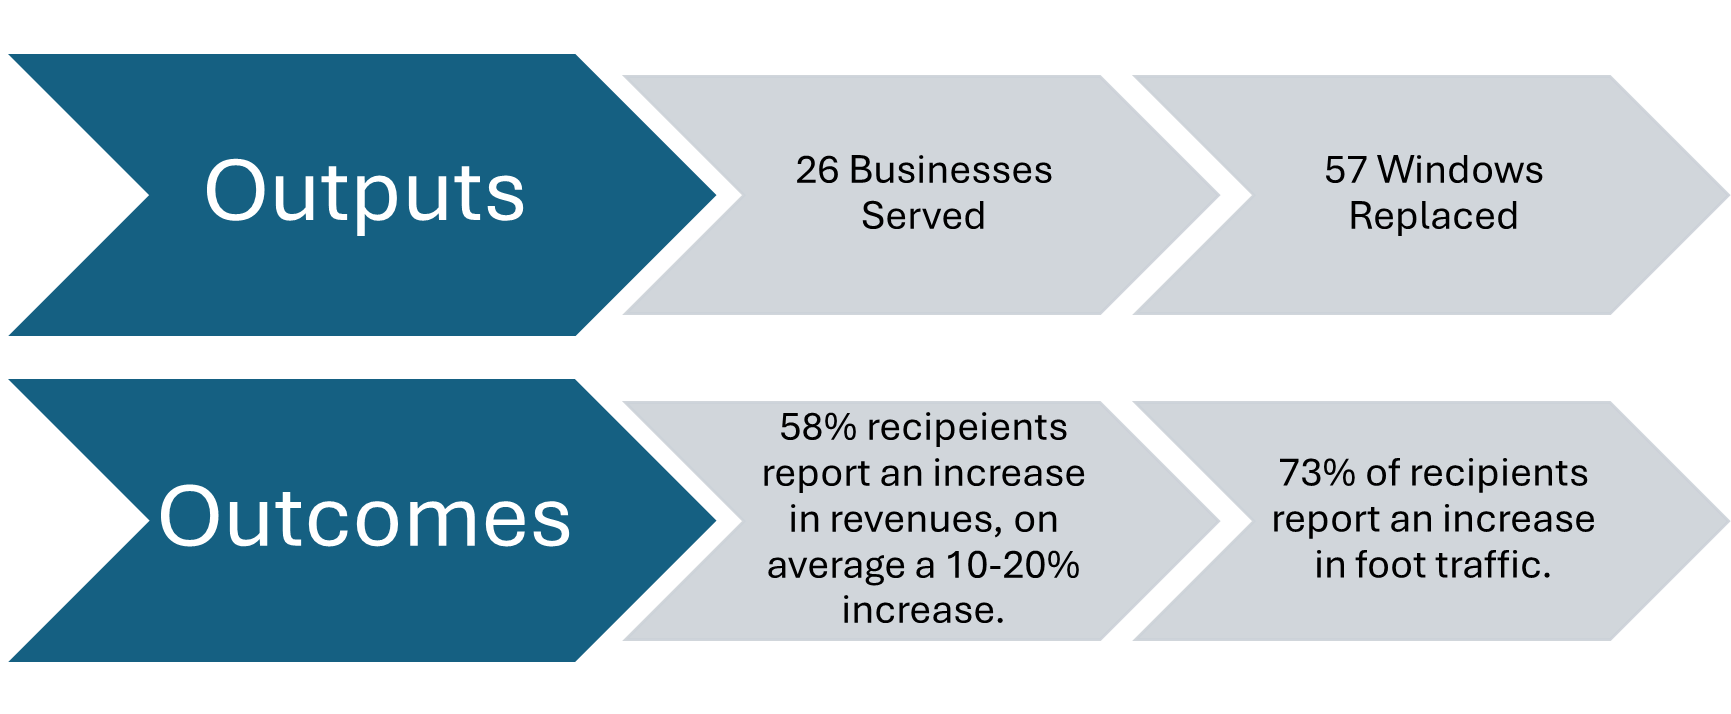 Outputs
26 Businesses
Served
57 Windows
Replaced
Outcomes
58% recipeients
report an increase
in revenues, on
average a 10-20%
increase.
73% of recipients
report an increase
in foot traffic.